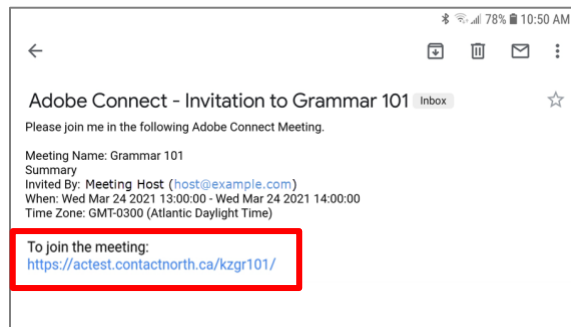 78% 10:50 AM
Adobe Connect - Invitation to Grammar 101 Inbox
Please join me in the following Adobe Connect Meeting.
Meeting Name: Grammar 101
Summary
Invited By: Meeting Host (host@example.com)
When: Wed Mar 24 2021 13:00:00 - Wed Mar 24 2021 14:00:00
Time Zone: GMT-0300 (Atlantic Daylight Time)
To join the meeting:
https://actest.contactnorth.ca/kzgr101/